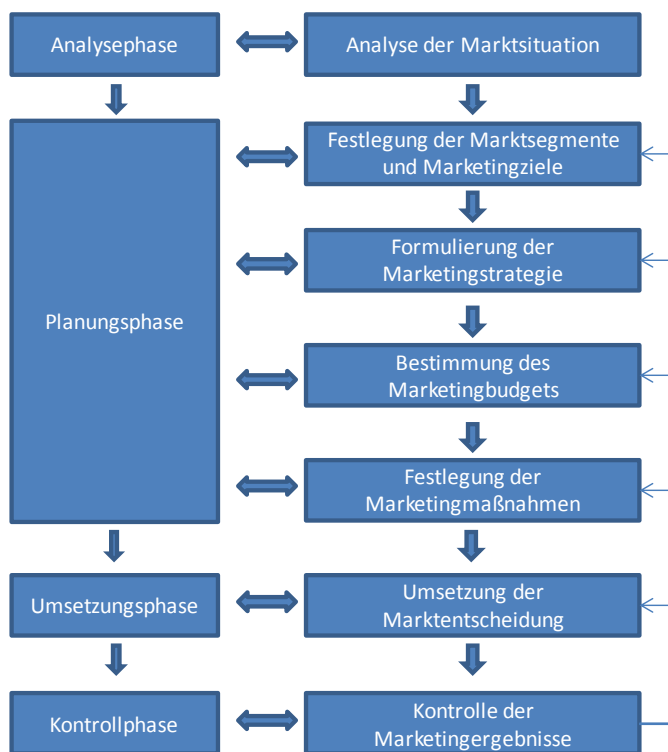 Analysephase
Analyse der Marktsituation
Festlegung der Marktsegmente
und Marketingziele
Formulierung der
Marketingstrategie
Planungsphase
Bestimmung des
Marketingbudgets
Festlegung der
Marketingmaßnahmen
Umsetzungsphase
Umsetzung der
Marktentscheidung
Kontrollphase
Kontrolle der
Marketingergebnisse